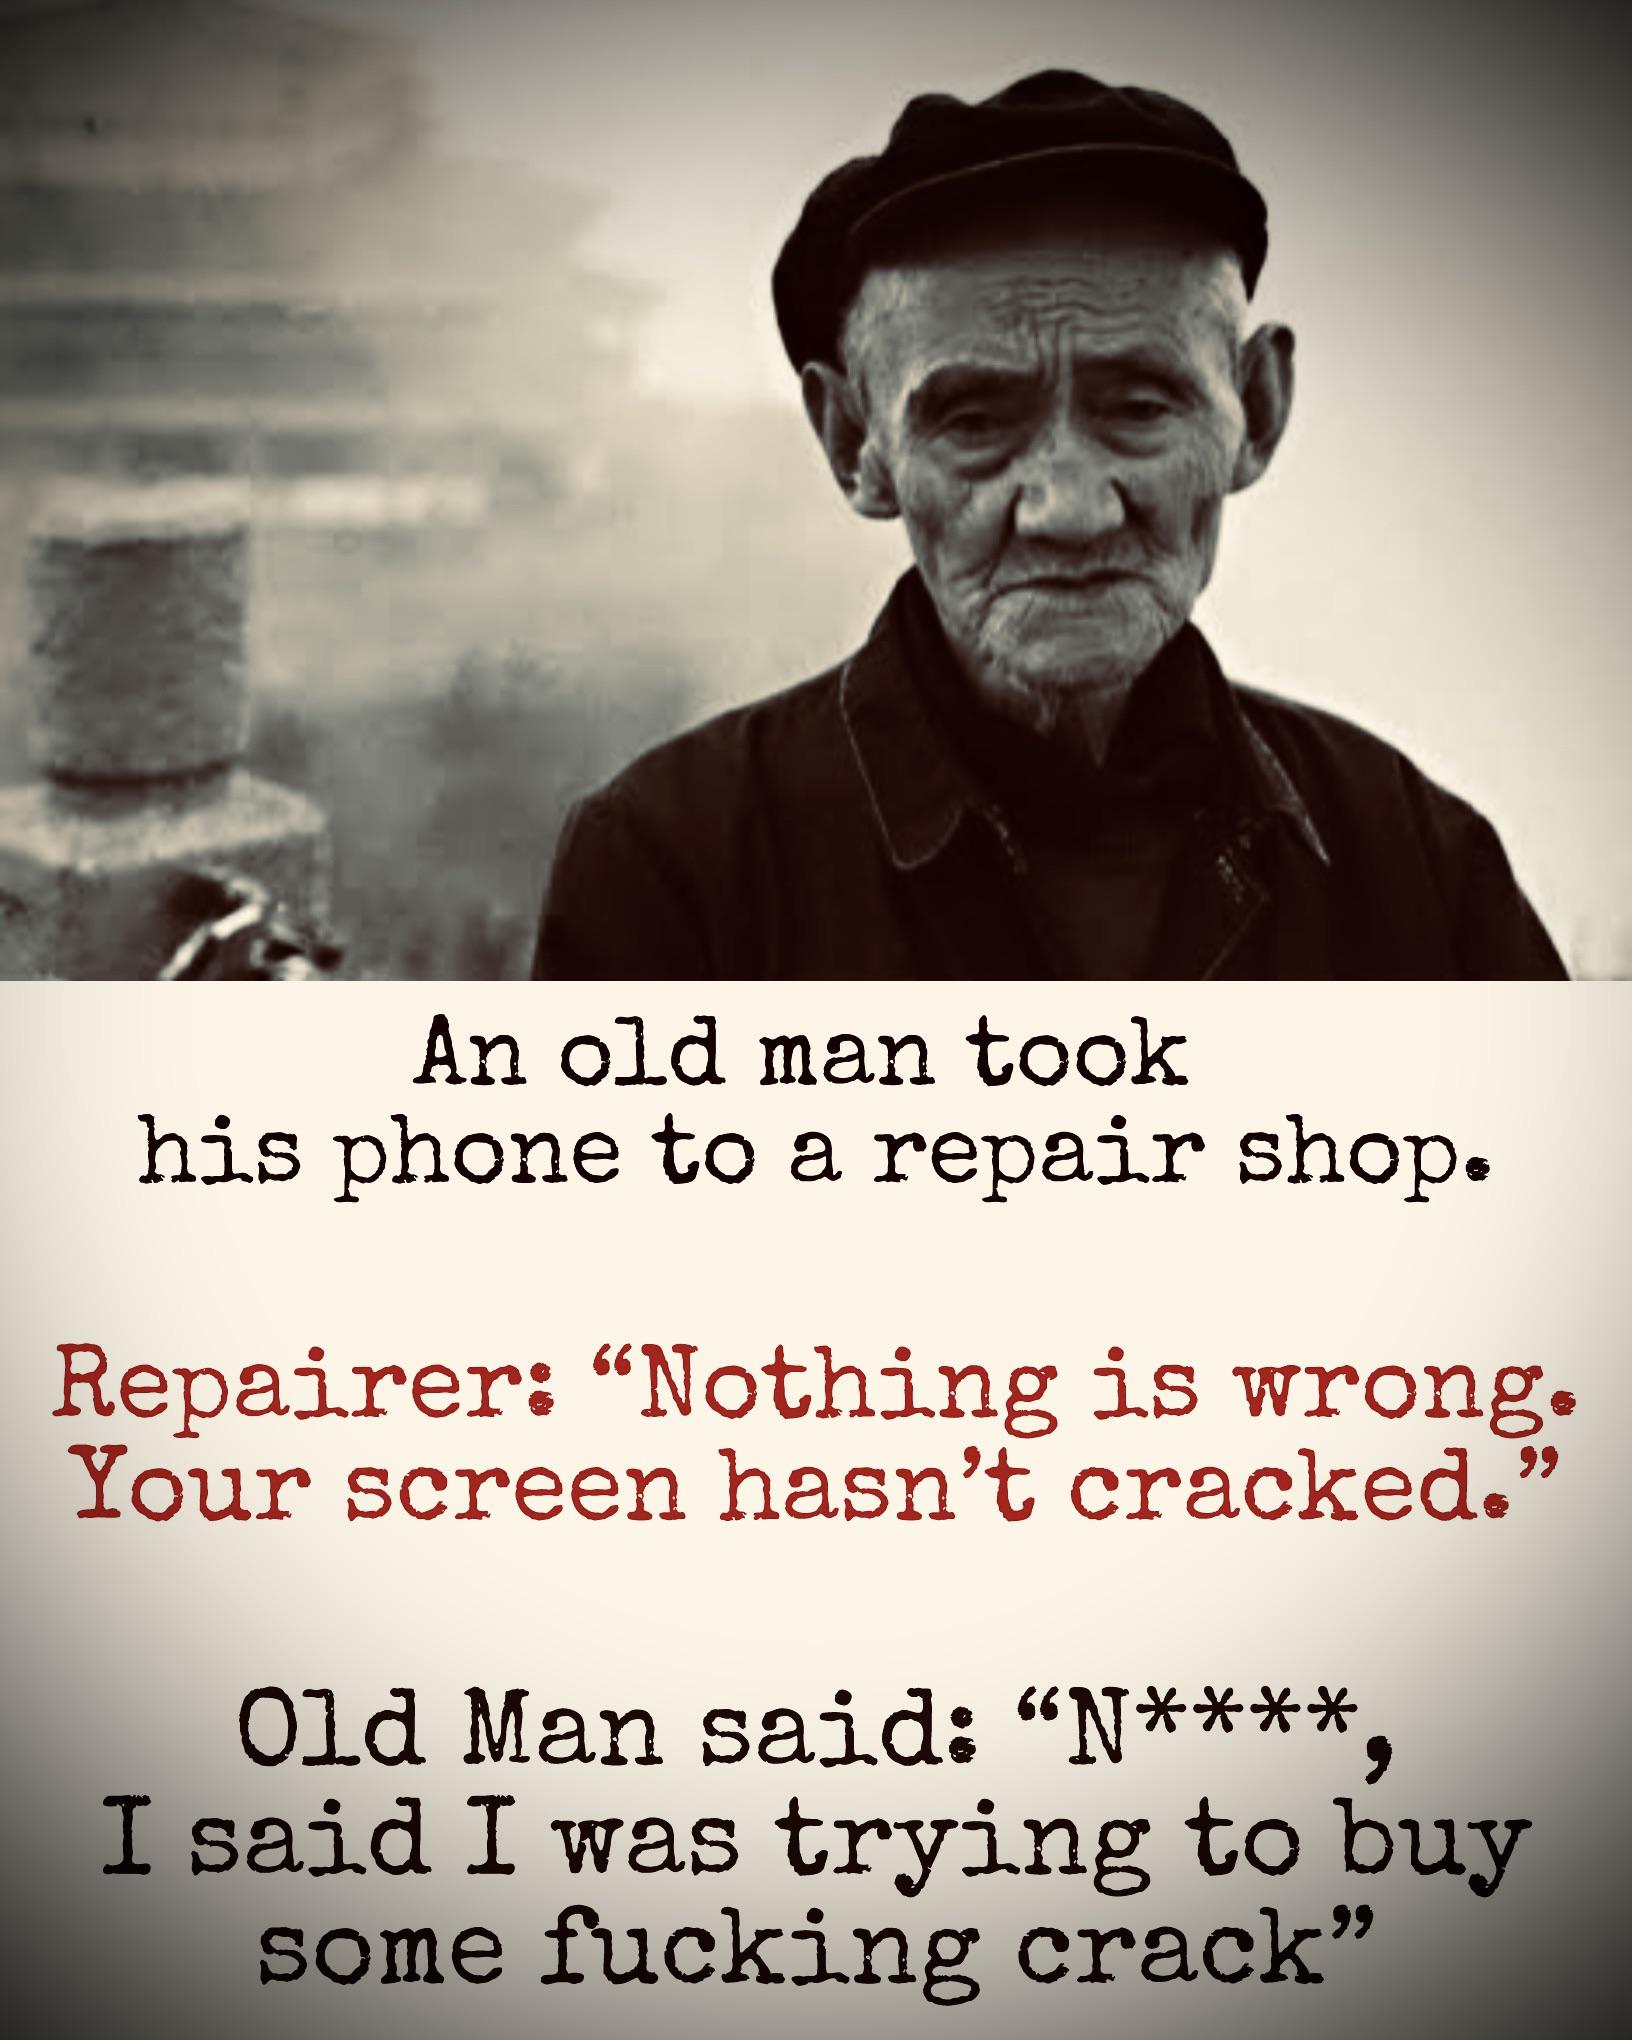 An old man took
his phone to a repair shop.
Repairer: “Nothing is wrong.
Your screen hasn’t cracked.”
Old Man said: “N****,
I said I was trying to buy
some fucking crack”